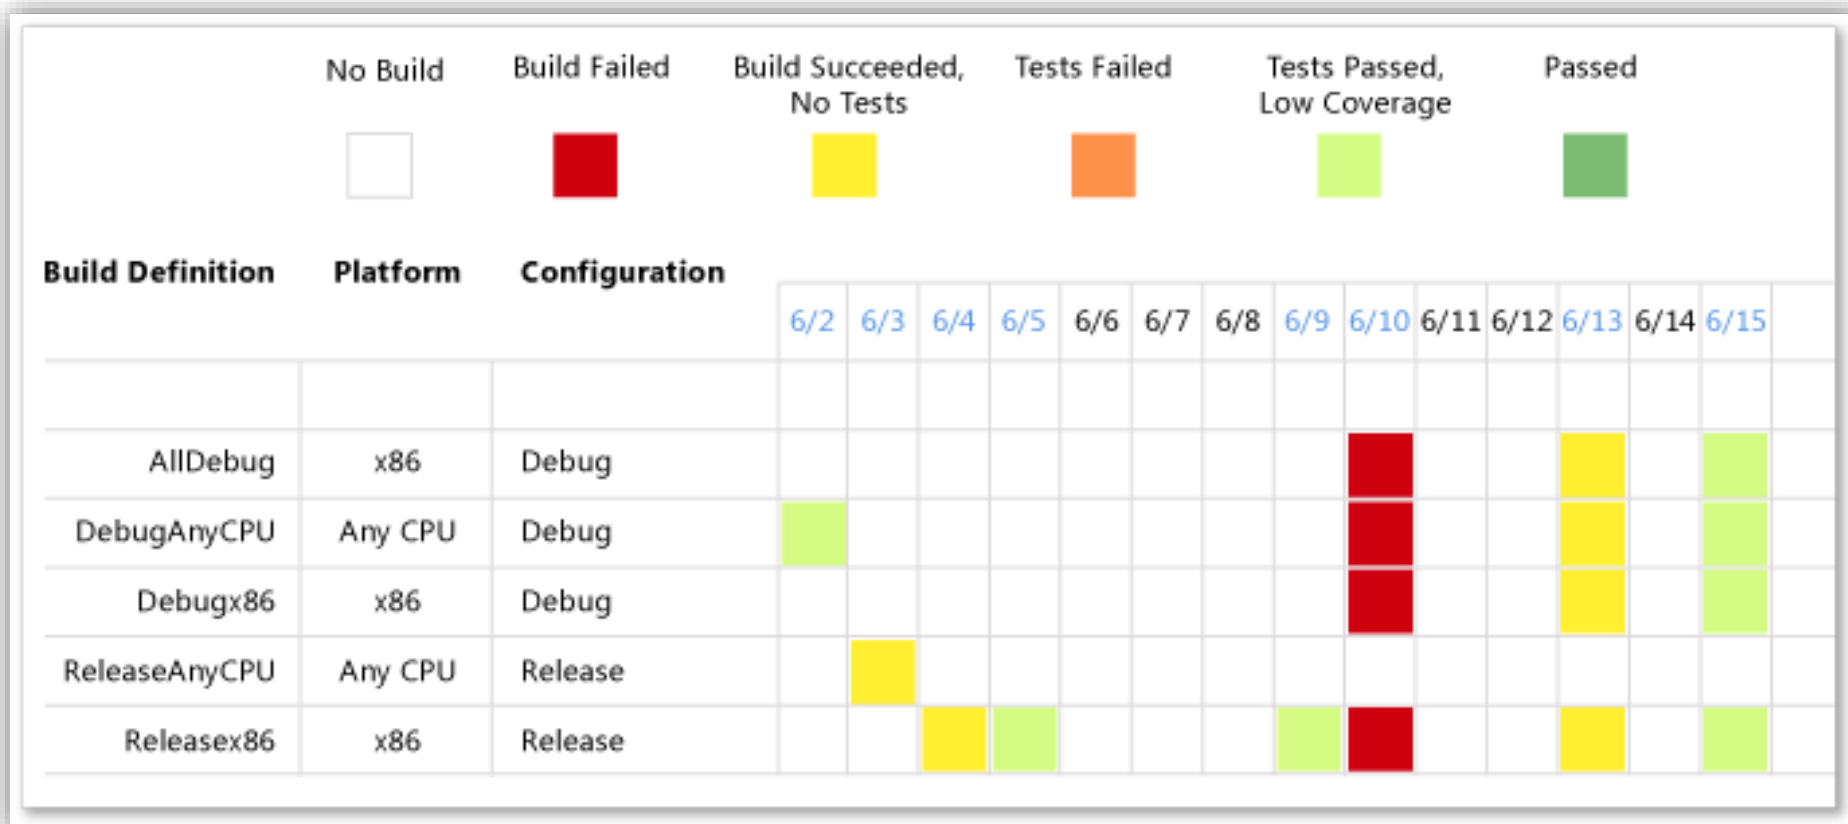 No Build Build Failed Build Succeeded, No Tests Tests Failed Tests Passed, Low Coverage Passed
Build Definition Platform Configuration
6/2 6/3 6/4 6/5 6/6 6/7 6/8 6/9 6/10 6/11 6/12 6/13 6/14 6/15
AllDebug x86 Debug
DebugAnyCPU Any CPU Debug
Debugx86 x86 Debug
ReleaseAnyCPU Any CPU Release
Releasex86 x86 Release